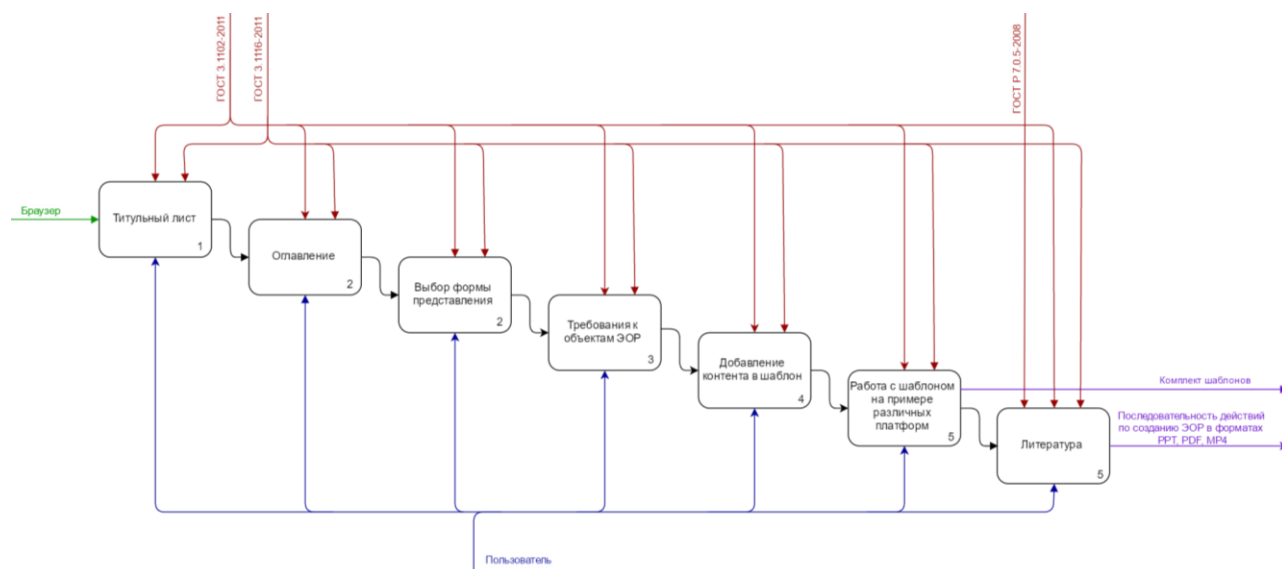 ГОСТ 3.1102-2011
ГОСТ 3.1116-2011
ГОСТ Р 7.0.5-2008
Браузер
Титульный лист
1
Оглавление
2
Выбор формы
представления
2
Требования к
объектам ЭОР
3
Добавление
контента в шаблон
4
Работа с шаблоном
на примере
различных
платформ
5
Комплект шаблонов
Литература
5
Последовательность действий
по созданию ЭОР в форматах
PPT, PDF, MP4
Пользователь